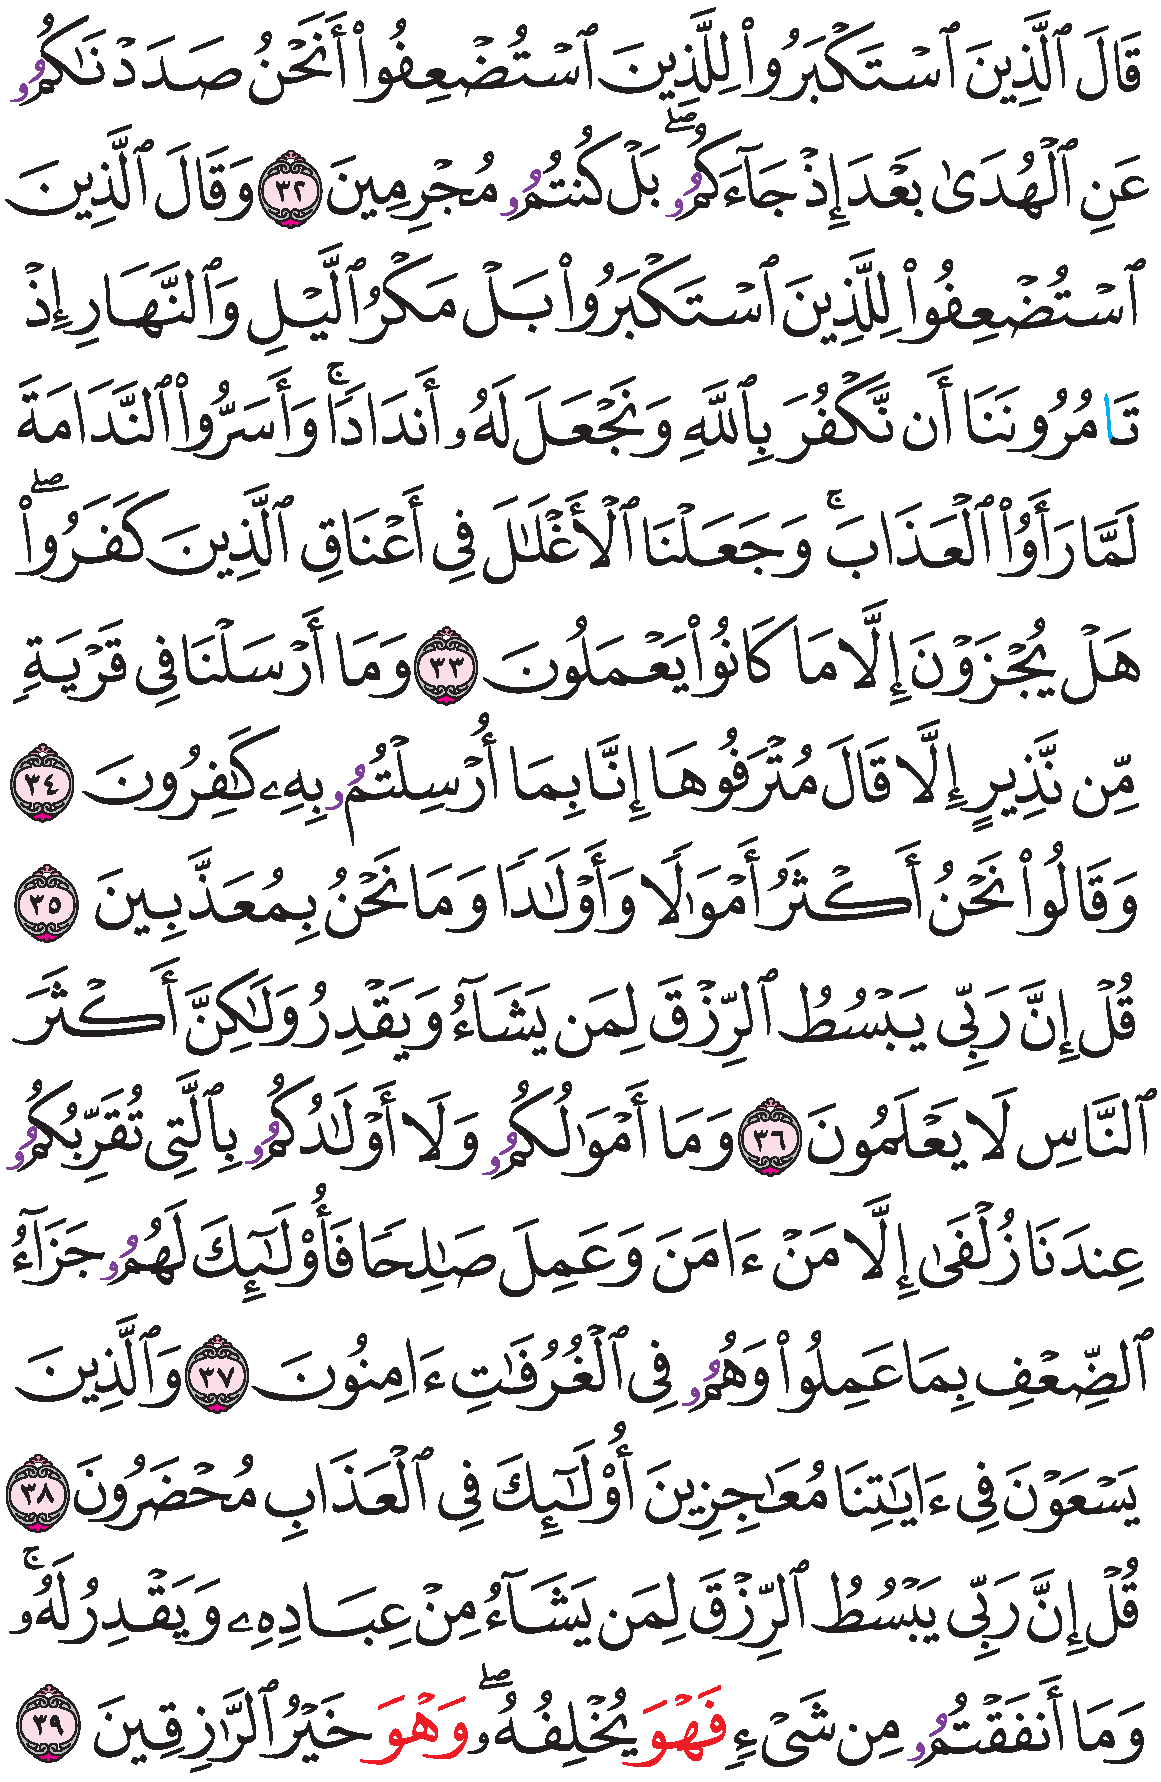 قَالَ ٱلَّذِينَ ٱسۡتَكۡبَرُواْ لِلَّذِينَ ٱسۡتُضۡعِفُواْ أَنَحۡنُ صَدَدۡنَٰكُمُۥ
عَنِ ٱلۡهُدَىٰ بَعۡدَ إِذۡ جَآءَكُمُۥۖ بَلۡ كُنتُمُۥ مُجۡرِمِينَ ٣٢ وَقَالَ ٱلَّذِينَ
ٱسۡتُضۡعِفُواْ لِلَّذِينَ ٱسۡتَكۡبَرُواْ بَلۡ مَكۡرُ ٱلَّيۡلِ وَٱلنَّهَارِ إِذۡ
تَامُرُونَنَا أَن نَّكۡفُرَ بِٱللَّهِ وَنَجۡعَلَ لَهُۥ أَندَادٗاۚ وَأَسَرُّواْ ٱلنَّدَامَةَ
لَمَّا رَأَوُاْ ٱلۡعَذَابَۚ وَجَعَلۡنَا ٱلۡأَغۡلَٰلَ فِي أَعۡنَاقِ ٱلَّذِينَ كَفَرُواْۖ
هَلۡ يُجۡزَوۡنَ إِلَّا مَا كَانُواْ يَعۡمَلُونَ ٣٣ وَمَا أَرۡسَلۡنَا فِي قَرۡيَةٖ
مِّن نَّذِيرٍ إِلَّا قَالَ مُتۡرَفُوهَا إِنَّا بِمَا أُرۡسِلۡتُمُۥ بِهِۦ كَٰفِرُونَ ٣٤
وَقَالُواْ نَحۡنُ أَكۡثَرُ أَمۡوَٰلٗا وَأَوۡلَٰدٗا وَمَا نَحۡنُ بِمُعَذَّبِينَ ٣٥
قُلۡ إِنَّ رَبِّي يَبۡسُطُ ٱلرِّزۡقَ لِمَن يَشَآءُ وَيَقۡدِرُ وَلَٰكِنَّ أَكۡثَرَ
ٱلنَّاسِ لَا يَعۡلَمُونَ ٣٦ وَمَا أَمۡوَٰلُكُمُۥ وَلَا أَوۡلَٰدُكُمُۥ بِٱلَّتِي تُقَرِّبُكُمُۥ
عِندَنَا زُلۡفَىٰ إِلَّا مَنۡ ءَامَنَ وَعَمِلَ صَٰلِحٗا فَأُوْلَٰٓئِكَ لَهُمُۥ جَزَآءُ
ٱلضِّعۡفِ بِمَا عَمِلُواْ وَهُمُۥ فِي ٱلۡغُرُفَٰتِ ءَامِنُونَ ٣٧ وَٱلَّذِينَ
يَسۡعَوۡنَ فِي ءَايَٰتِنَا مُعَٰجِزِينَ أُوْلَٰٓئِكَ فِي ٱلۡعَذَابِ مُحۡضَرُونَ ٣٨
قُلۡ إِنَّ رَبِّي يَبۡسُطُ ٱلرِّزۡقَ لِمَن يَشَآءُ مِنۡ عِبَادِهِۦ وَيَقۡدِرُ لَهُۥۚ
وَمَا أَنفَقۡتُمُۥ مِن شَيۡءٖ فَهۡوَ يُخۡلِفُهُۥۖ وَهۡوَ خَيۡرُ ٱلرَّٰزِقِينَ ٣٩